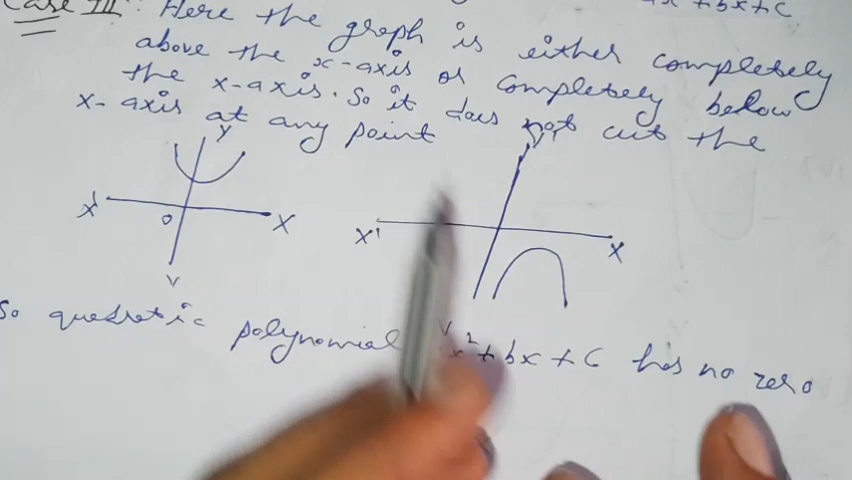 Case III : Here the graph is either completely
above the x-axis or completely below
the x-axis. So it does not cut the
x-axis at any point
Y
X' O X
X' X
So quadratic polynomial x² + bx + c has no zero